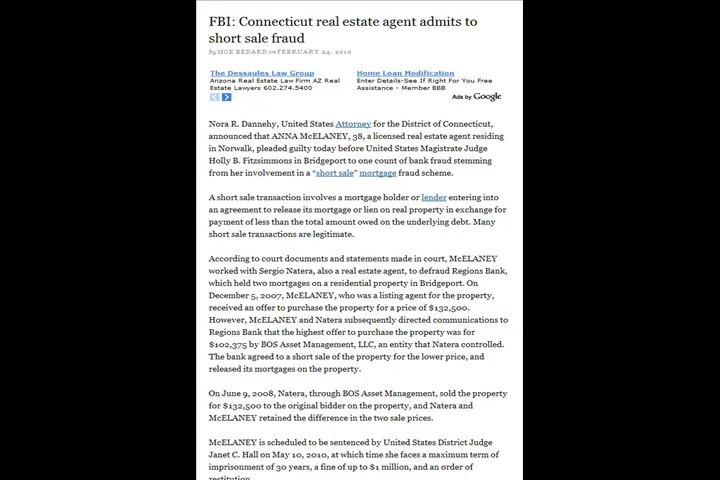 FBI: Connecticut real estate agent admits to
short sale fraud
by MOE BEDARD on FEBRUARY 24, 2010
The Dessaules Law Group
Arizona Real Estate Law Firm AZ Real
Estate Lawyers 602.274.5400
Home Loan Modification
Enter Details-See If Right For You Free
Assistance - Member BBB
Ads by Google
Nora R. Dannehy, United States Attorney for the District of Connecticut,
announced that ANNA McELANEY, 38, a licensed real estate agent residing
in Norwalk, pleaded guilty today before United States Magistrate Judge
Holly B. Fitzsimmons in Bridgeport to one count of bank fraud stemming
from her involvement in a “short sale” mortgage fraud scheme.
A short sale transaction involves a mortgage holder or lender entering into
an agreement to release its mortgage or lien on real property in exchange for
payment of less than the total amount owed on the underlying debt. Many
short sale transactions are legitimate.
According to court documents and statements made in court, McELANEY
worked with Sergio Natera, also a real estate agent, to defraud Regions Bank,
which held two mortgages on a residential property in Bridgeport. On
December 5, 2007, McELANEY, who was a listing agent for the property,
received an offer to purchase the property for a price of $132,500.
However, McELANEY and Natera subsequently directed communications to
Regions Bank that the highest offer to purchase the property was for
$102,375 by BOS Asset Management, LLC, an entity that Natera controlled.
The bank agreed to a short sale of the property for the lower price, and
released its mortgages on the property.
On June 9, 2008, Natera, through BOS Asset Management, sold the property
for $132,500 to the original bidder on the property, and Natera and
McELANEY retained the difference in the two sale prices.
McELANEY is scheduled to be sentenced by United States District Judge
Janet C. Hall on May 10, 2010, at which time she faces a maximum term of
imprisonment of 30 years, a fine of up to $1 million, and an order of
restitution.